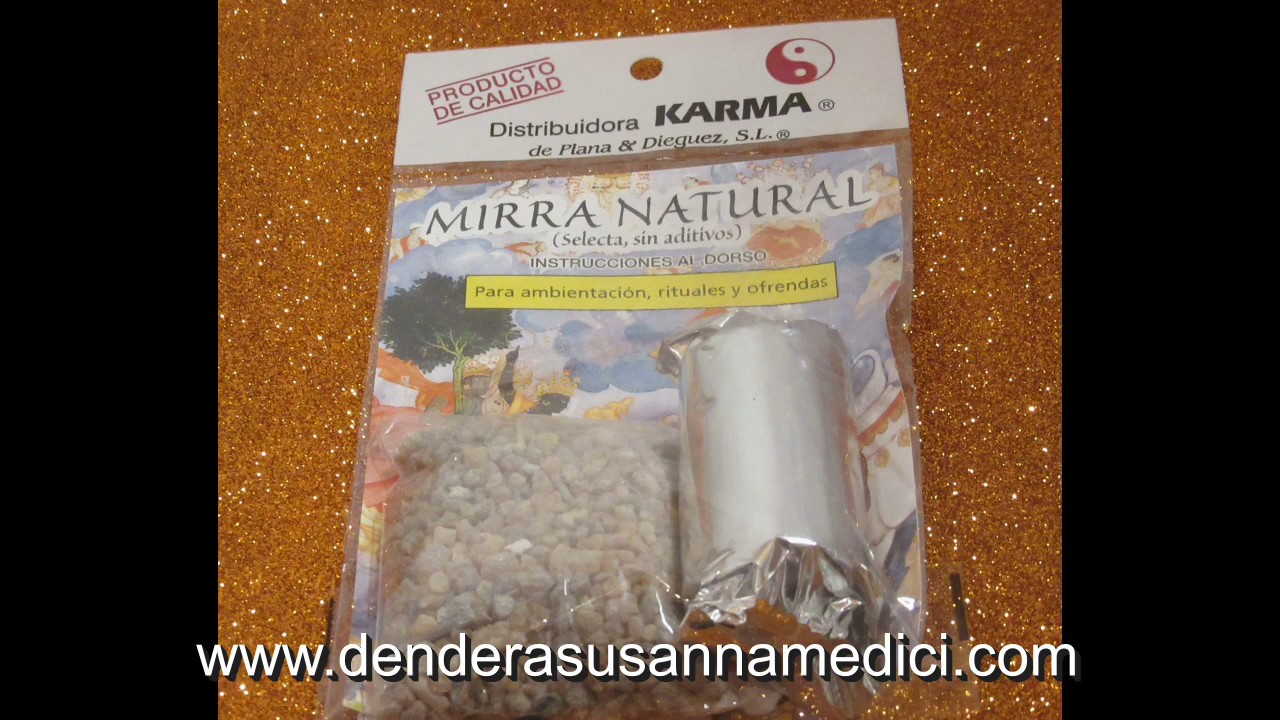 PRODUCTO
DE CALIDAD
Distribuidora KARMA ®
de Plana & Dieguez, S.L. ®
MIRRA NATURAL
(Selecta, sin aditivos)
INSTRUCCIONES AL DORSO
Para ambientación, rituales y ofrendas
www.denderasusannamedici.com